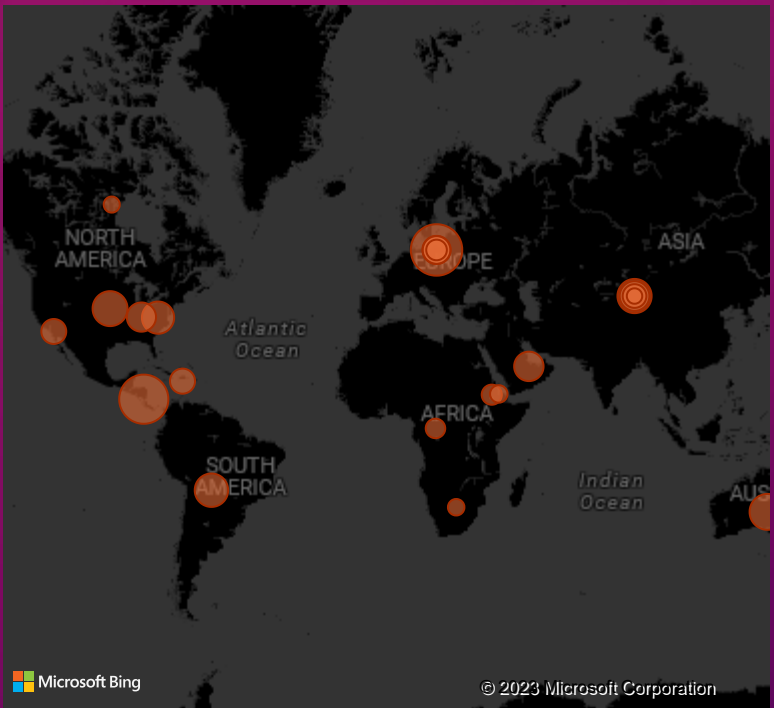 NORTH
AMERICA
EUROPE
ASIA
Atlantic
Ocean
AFRICA
SOUTH
AMERICA
Indian
Ocean
AUS
Microsoft Bing
© 2023 Microsoft Corporation